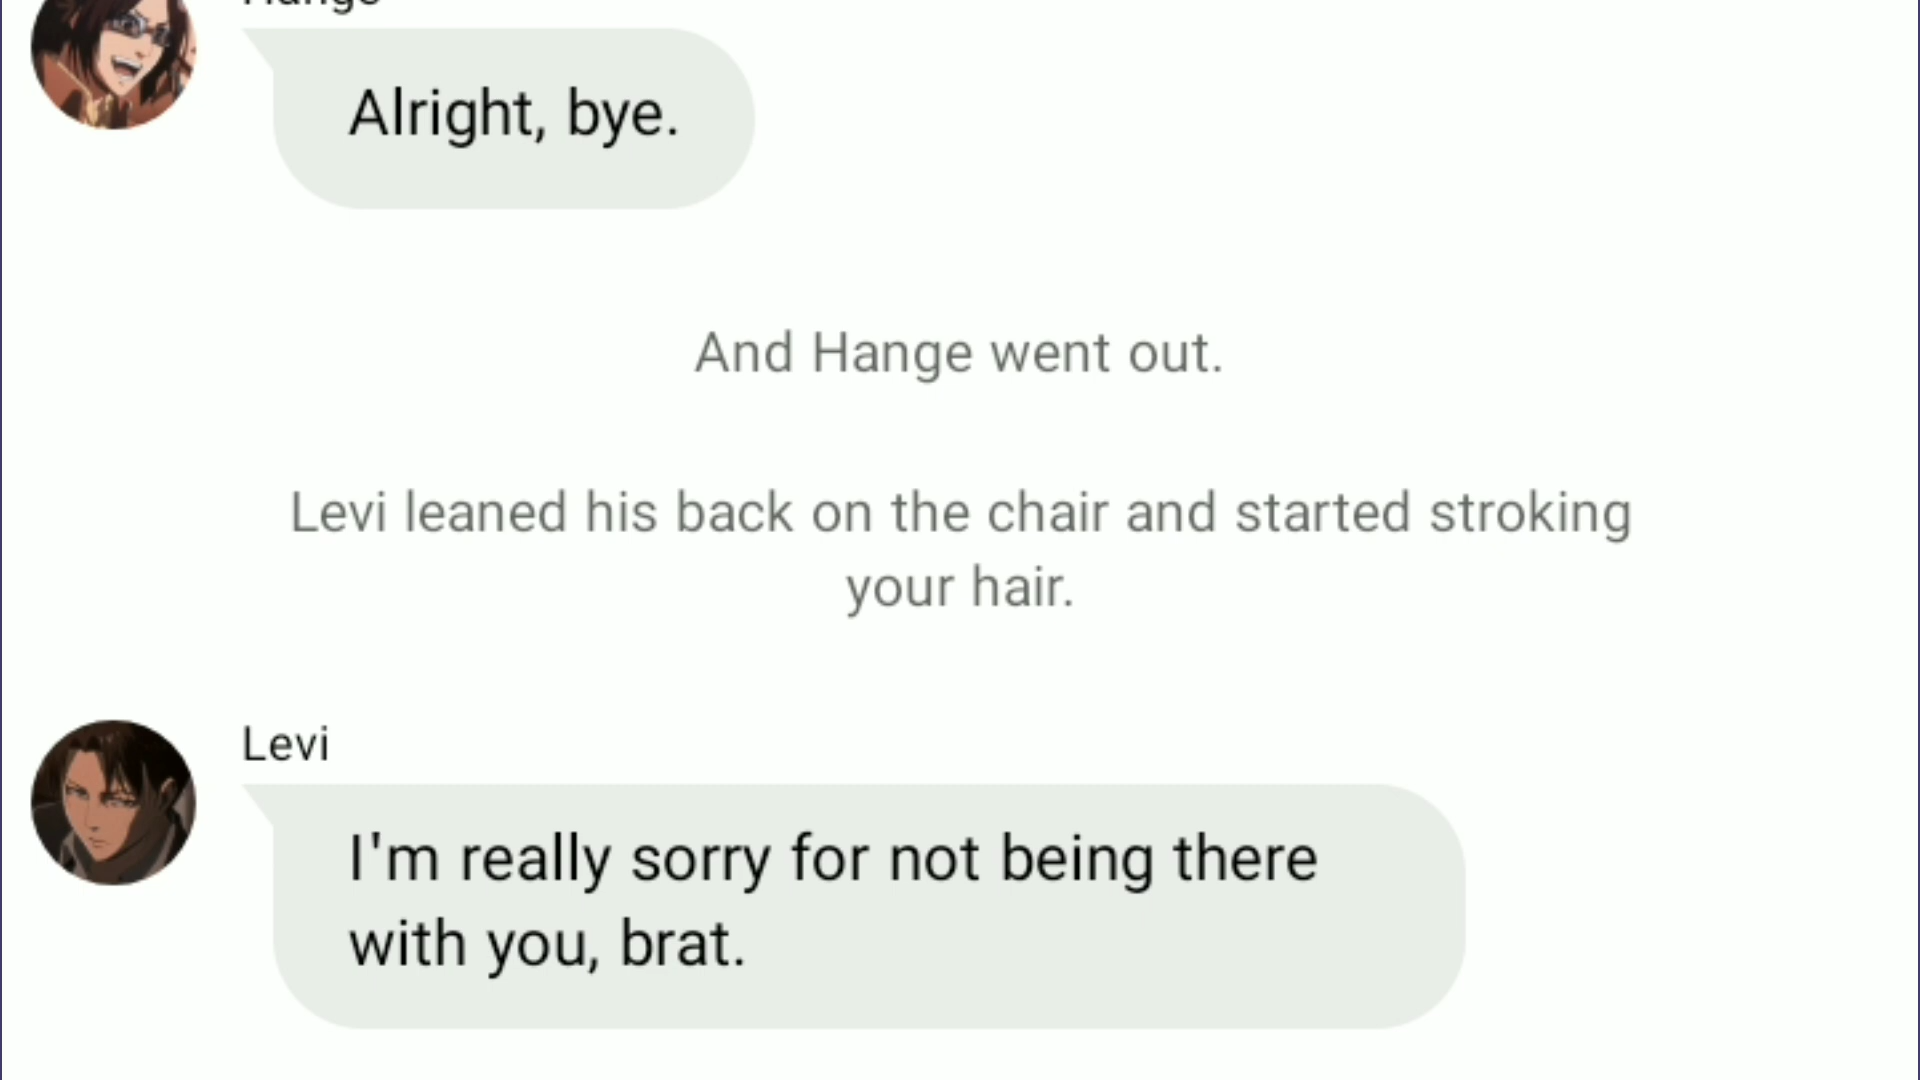 Hange
Alright, bye.
And Hange went out.
Levi leaned his back on the chair and started stroking
your hair.
Levi
I'm really sorry for not being there
with you, brat.